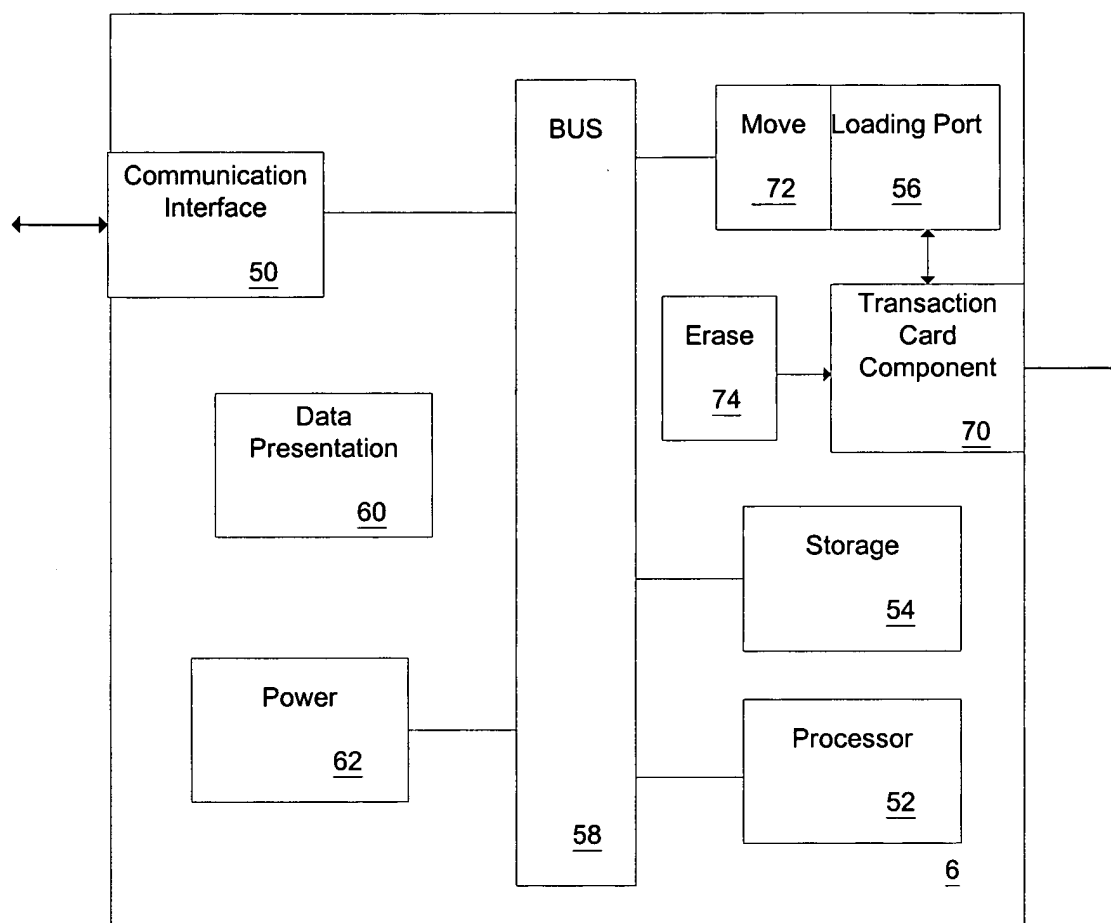 BUS
58
Communication
Interface
50
Data
Presentation
60
Power
62
Move
72
Loading Port
56
Erase
74
Transaction
Card
Component
70
Storage
54
Processor
52
6